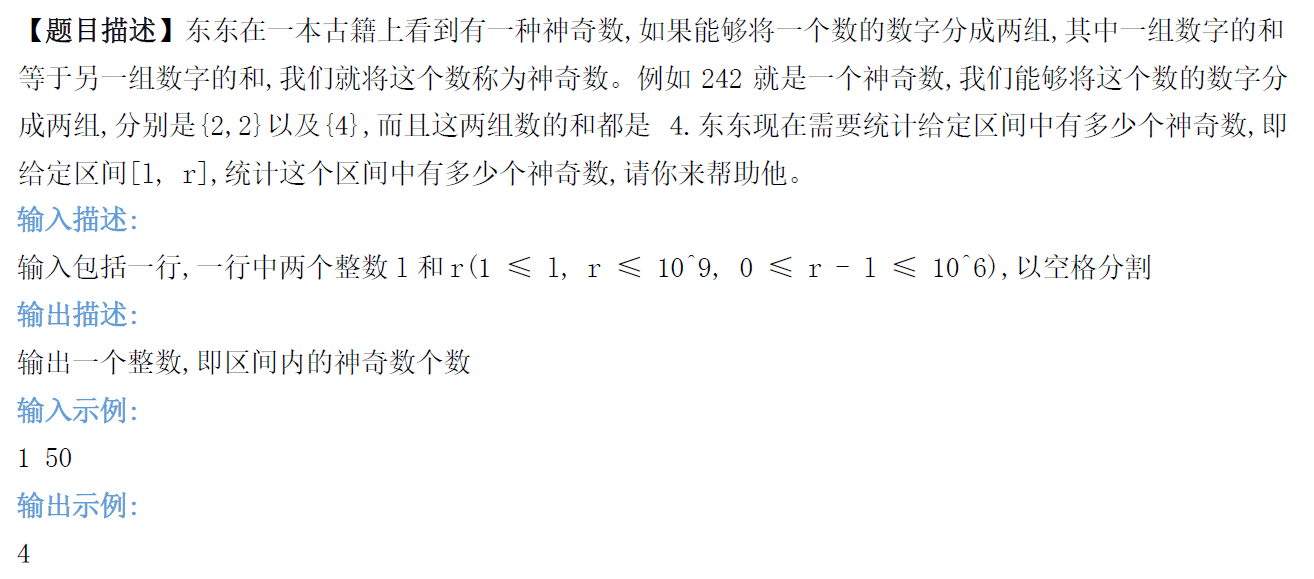 【题目描述】东东在一本古籍上看到有一种神奇数,如果能够将一个数的数字分成两组,其中一组数字的和
等于另一组数字的和,我们就将这个数称为神奇数。例如 242 就是一个神奇数,我们能够将这个数的数字分
成两组,分别是{2,2}以及{4},而且这两组数的和都是 4.东东现在需要统计给定区间中有多少个神奇数,即
给定区间[l, r],统计这个区间中有多少个神奇数,请你来帮助他。
输入描述:
输入包括一行,一行中两个整数 l 和 r(1 ≤ l, r ≤ 10^9, 0 ≤ r - l ≤ 10^6),以空格分割
输出描述:
输出一个整数,即区间内的神奇数个数
输入示例:
1 50
输出示例:
4